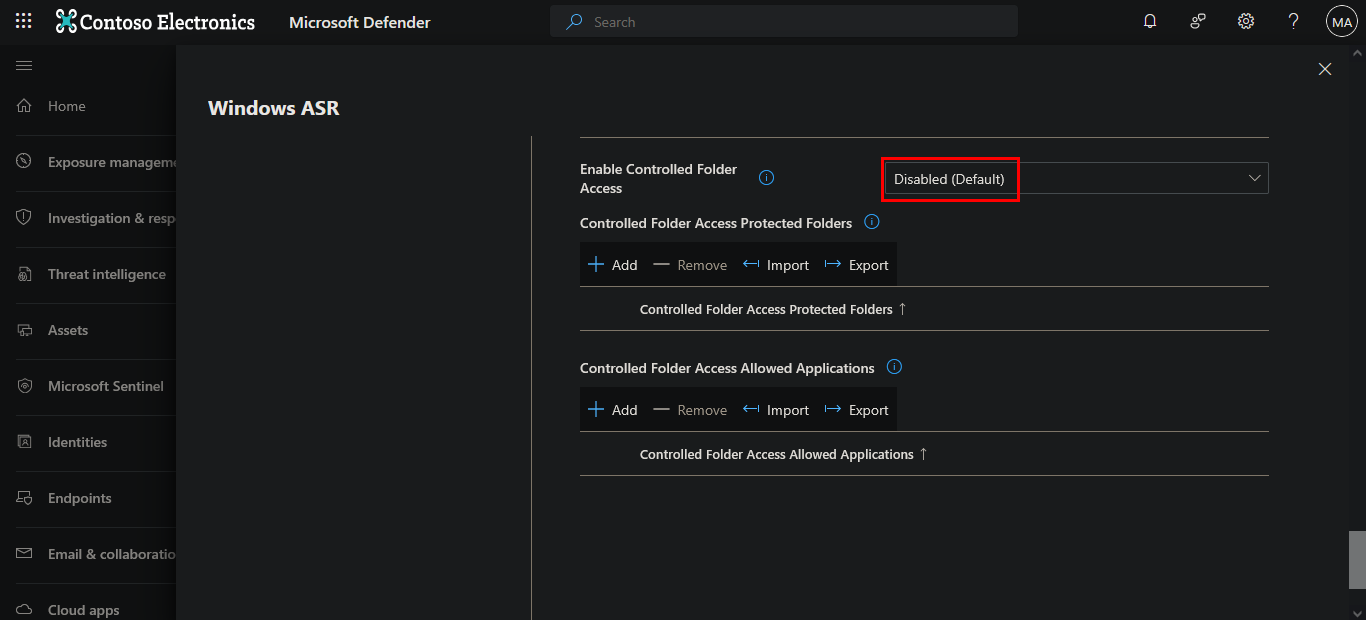 Contoso Electronics
Microsoft Defender
Search
MA
Home
Exposure manageme
Investigation & resp
Threat intelligence
Assets
Microsoft Sentinel
Identities
Endpoints
Email & collaboratio
Cloud apps
Windows ASR
Enable Controlled Folder
Access
Disabled (Default)
Controlled Folder Access Protected Folders
Add Remove Import Export
Controlled Folder Access Protected Folders ↑
Controlled Folder Access Allowed Applications
Add Remove Import Export
Controlled Folder Access Allowed Applications ↑